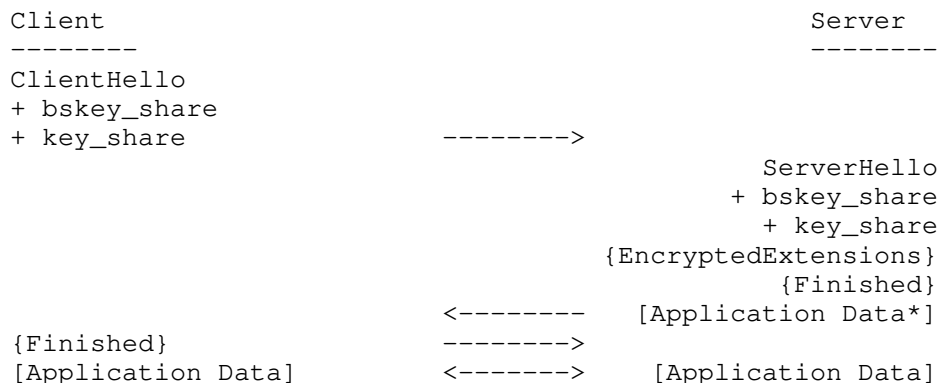 Client                                           Server
--------                                         --------
ClientHello
+ bskey_share
+ key_share               -------->
                                              ServerHello
                                            + bskey_share
                                              + key_share
                                    {EncryptedExtensions}
                                               {Finished}
                          <--------   [Application Data*]
{Finished}                -------->
[Application Data]        <------->    [Application Data]